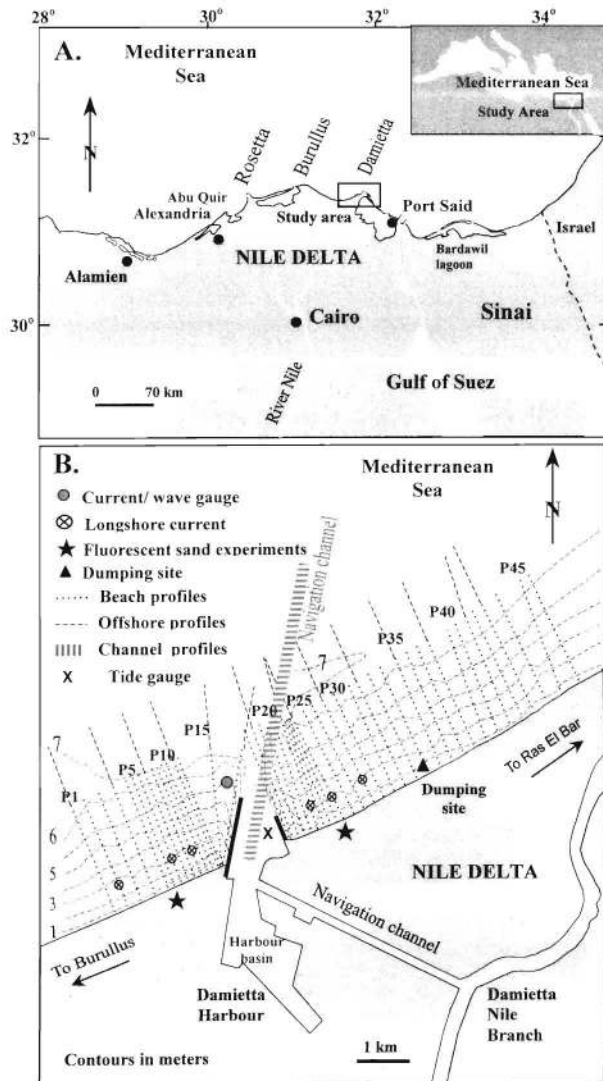 28°
30°
32°
34°
A.
Mediterranean
Sea
Mediterranean Sea
Study Area
N
32°
Rosetta
Burullus
Damietta
Abu Quir
Alexandria
Study area
Port Said
Israel
NILE DELTA
Bardawil
lagoon
Alamien
30°
Cairo
Sinai
0 70 km
River Nile
Gulf of Suez
B.
Mediterranean
Sea
N
Current/ wave gauge
Longshore current
Fluorescent sand experiments
Dumping site
Beach profiles
Offshore profiles
Channel profiles
X Tide gauge
Navigation channel
P45
P40
P35
P30
P25
P20
P15
P10
P5
P1
7
7
6
5
3
1
X
To Ras El Bar
Dumping
site
NILE DELTA
Navigation channel
To Burullus
Harbour
basin
Damietta
Harbour
Damietta
Nile
Branch
1 km
Contours in meters